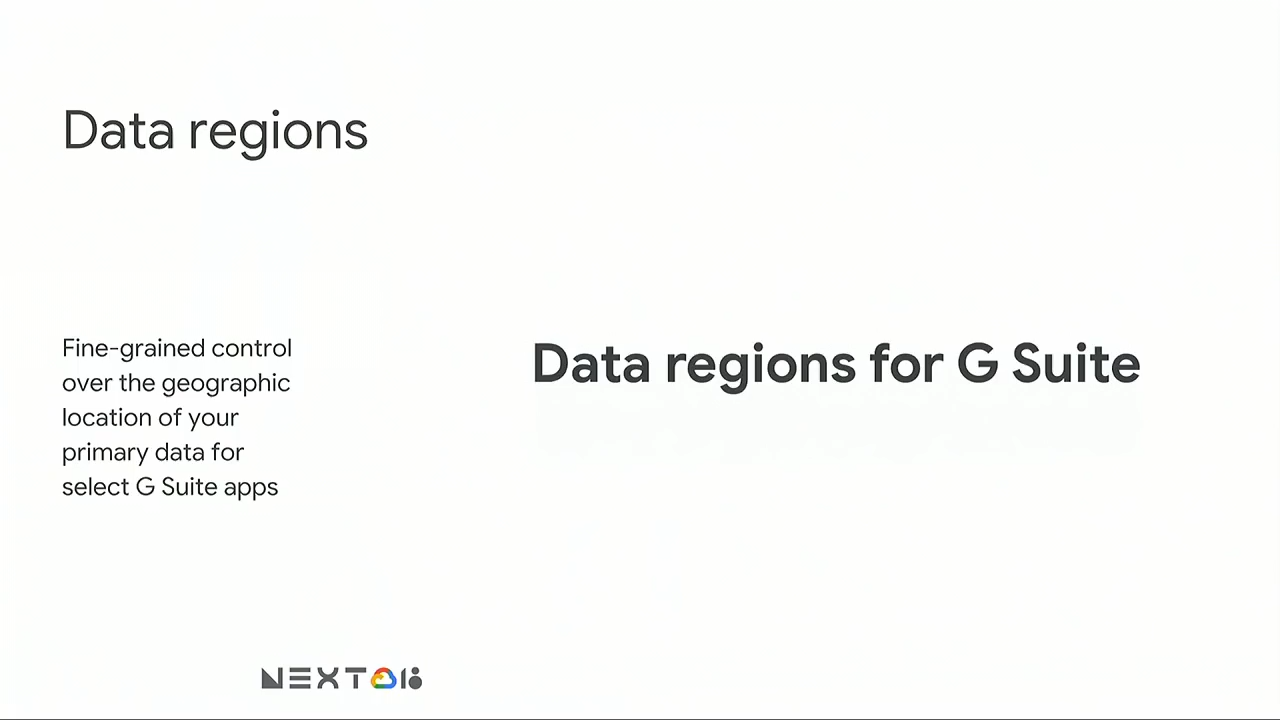 Data regions
Fine-grained control
over the geographic
location of your
primary data for
select G Suite apps
Data regions for G Suite
NEXT 18